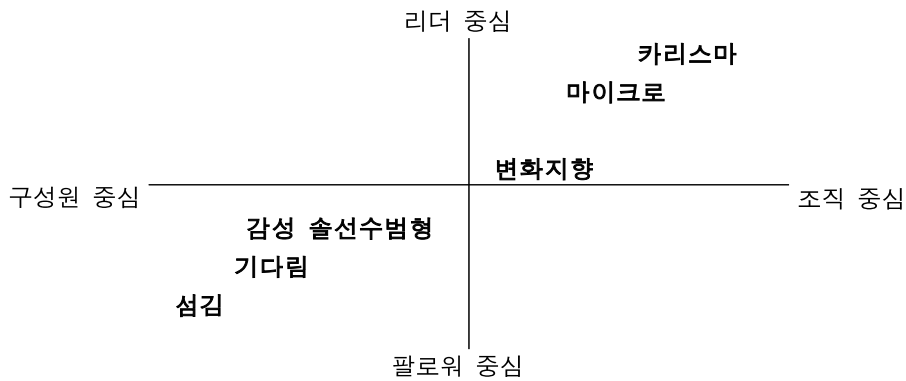 리더 중심
카리스마
마이크로
변화지향
구성원 중심
조직 중심
감성 솔선수범형
기다림
섬김
팔로워 중심